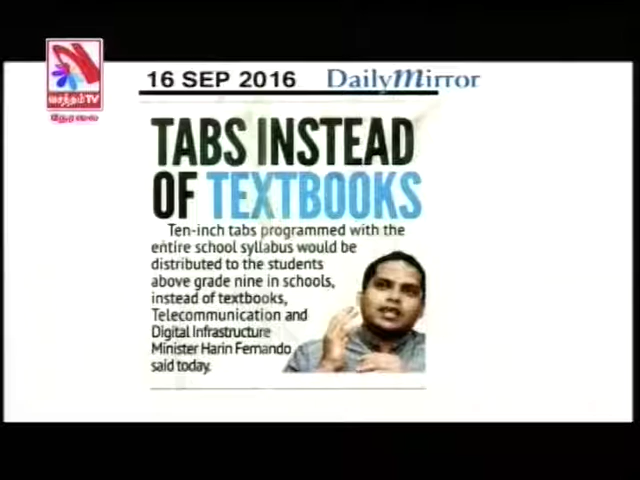 வசந்தம் TV
நேரலை
16 SEP 2016 DailyMirror
TABS INSTEAD
OF TEXTBOOKS
Ten-inch tabs programmed with the
entire school syllabus would be
distributed to the students
above grade nine in schools,
instead of textbooks,
Telecommunication and
Digital Infrastructure
Minister Harin Fernando
said today.